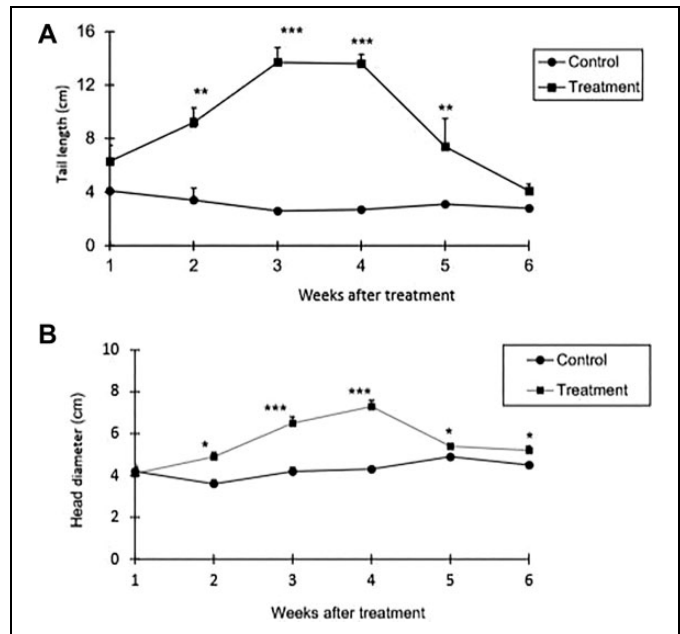 A
16
12
8
4
0
Tail length (cm)
**
***
***
**
Control
Treatment
1 2 3 4 5 6
Weeks after treatment
B
10
8
6
4
2
0
Head diameter (cm)
*
***
***
*
*
Control
Treatment
1 2 3 4 5 6
Weeks after treatment